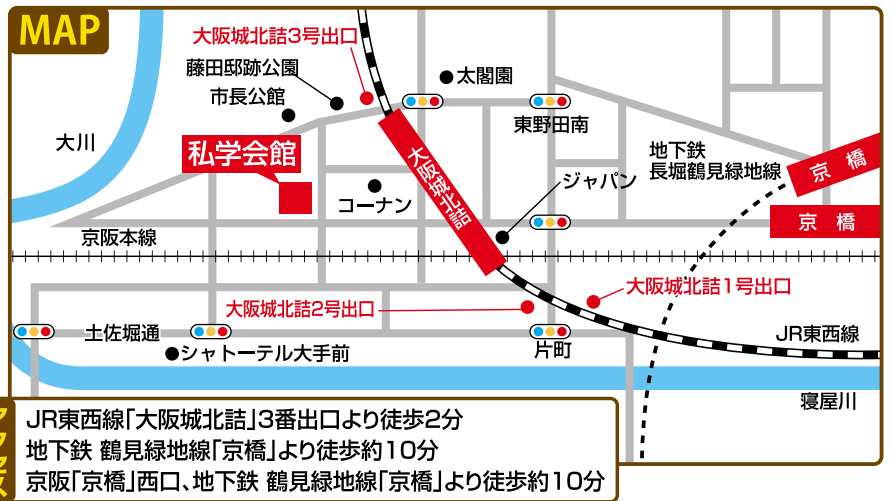 MAP
大阪城北詰3号出口
藤田邸跡公園
太閤園
市長公館
東野田南
大川
私学会館
地下鉄
長堀鶴見緑地線
京橋
大阪城北詰
ジャパン
コーナン
京橋
京阪本線
大阪城北詰1号出口
大阪城北詰2号出口
土佐堀通
JR東西線
シャトーテル大手前
片町
寝屋川
JR東西線「大阪城北詰」3番出口より徒歩2分
地下鉄 鶴見緑地線「京橋」より徒歩約10分
京阪「京橋」西口、地下鉄 鶴見緑地線「京橋」より徒歩約10分